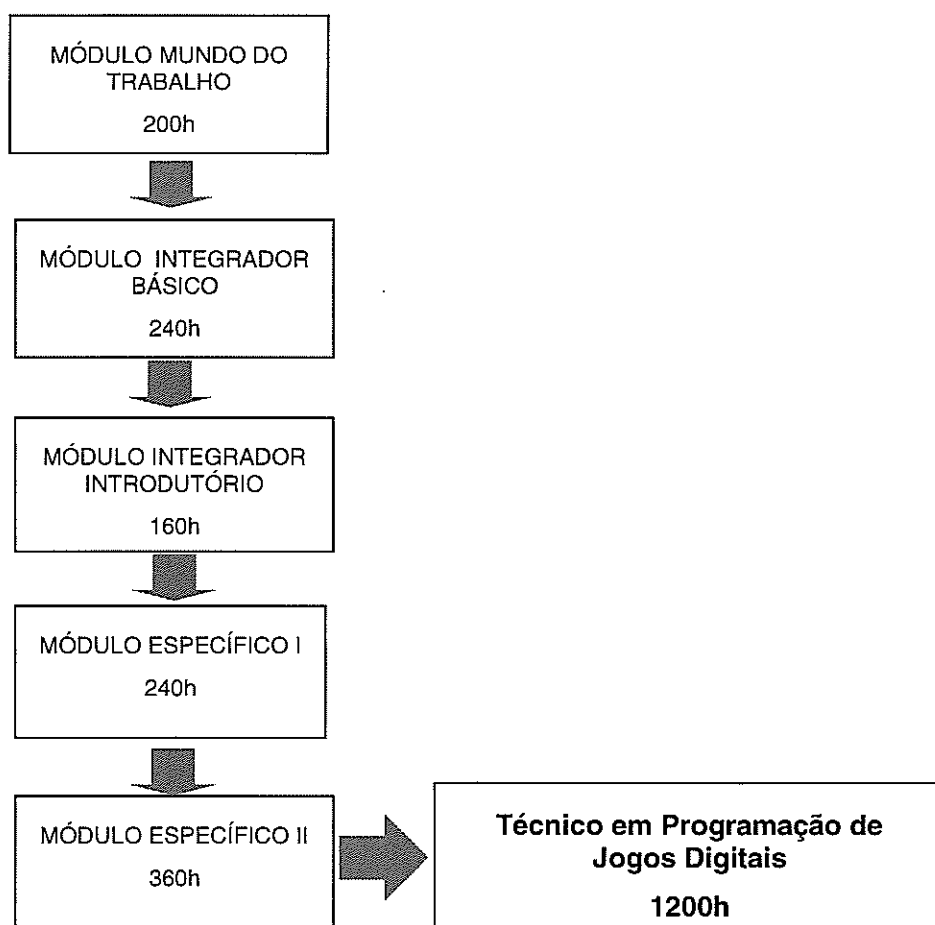 MÓDULO MUNDO DO
TRABALHO
200h
MÓDULO INTEGRADOR
BÁSICO
240h
MÓDULO INTEGRADOR
INTRODUTÓRIO
160h
MÓDULO ESPECÍFICO I
240h
MÓDULO ESPECÍFICO II
360h
Técnico em Programação de
Jogos Digitais
1200h